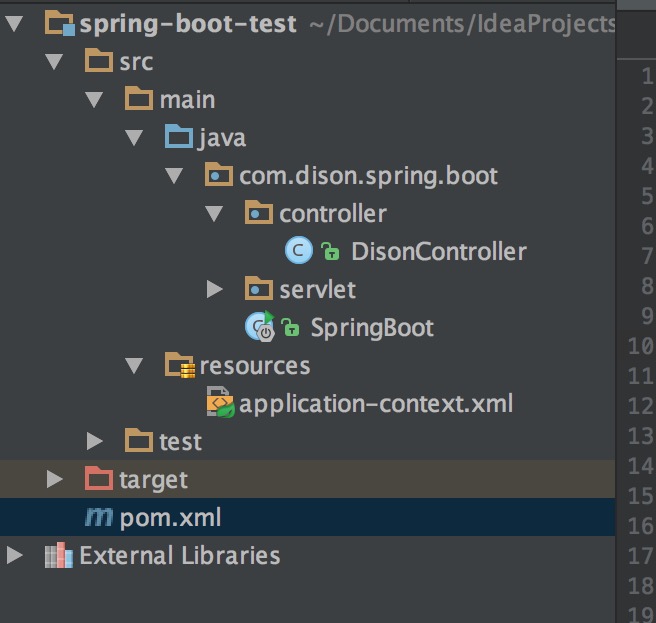 spring-boot-test ~/Documents/IdeaProjects
src
main
java
com.dison.spring.boot
controller
C DisonController
servlet
C SpringBoot
resources
application-context.xml
test
target
m pom.xml
External Libraries
1
2
3
4
5
6
7
8
9
10
11
12
13
14
15
16
17
18
19